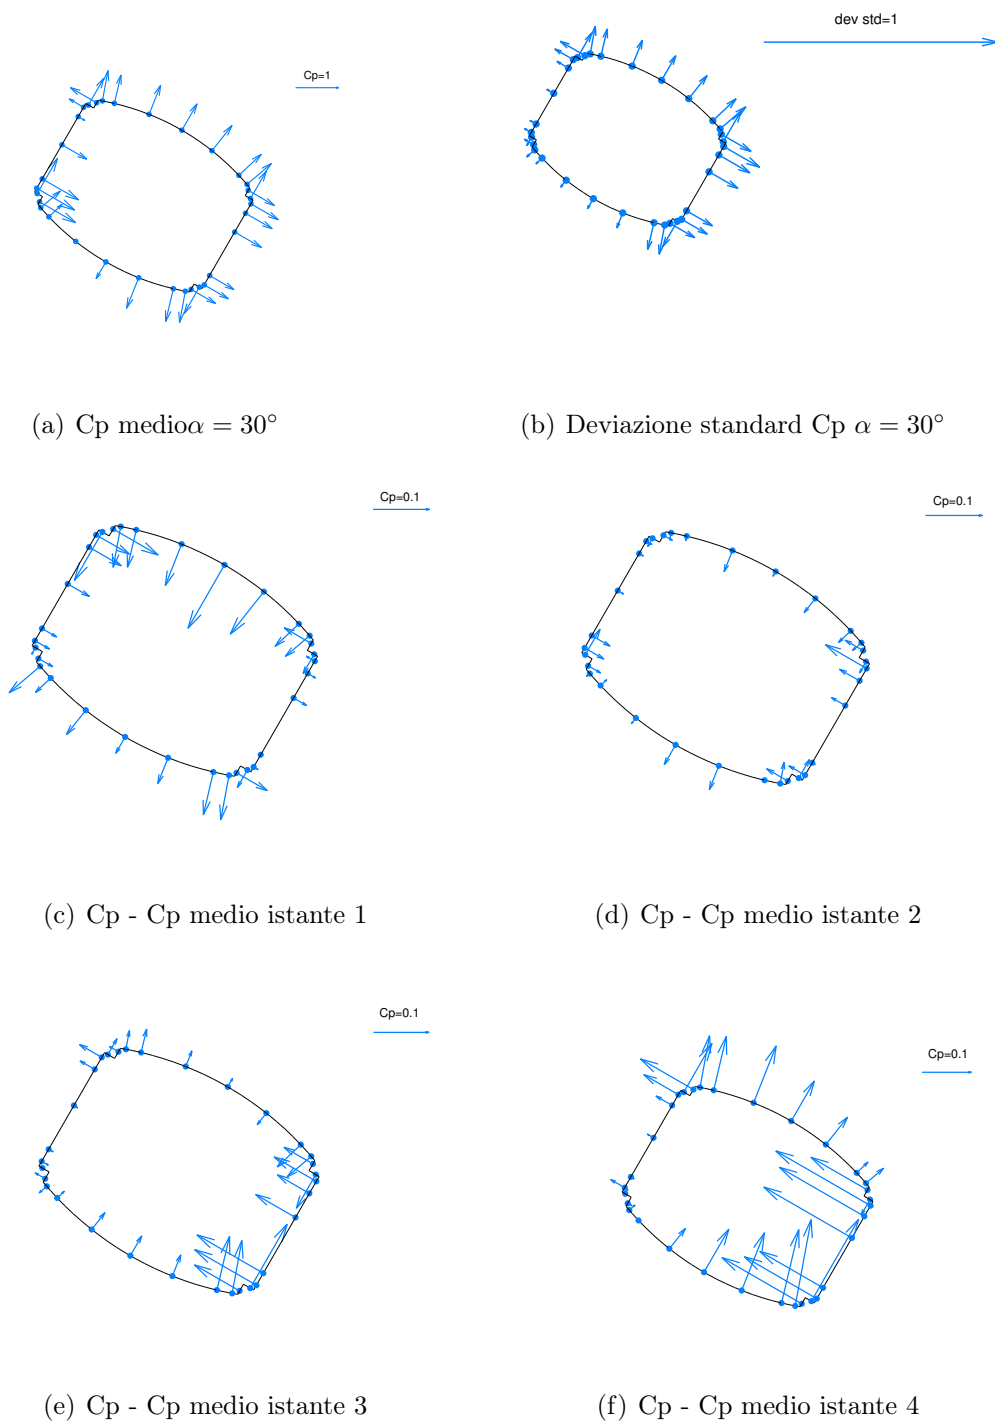 dev std=1
Cp=1
(a) Cp medioα = 30°
(b) Deviazione standard Cp α = 30°
Cp=0.1
Cp=0.1
(c) Cp - Cp medio istante 1
(d) Cp - Cp medio istante 2
Cp=0.1
Cp=0.1
(e) Cp - Cp medio istante 3
(f) Cp - Cp medio istante 4